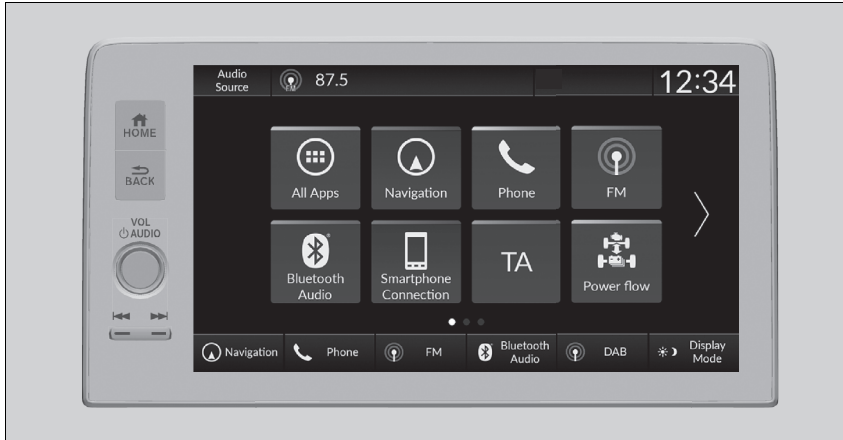 Audio
Source
FM
87.5
12:34
HOME
BACK
VOL
AUDIO
All Apps
Navigation
Phone
FM
Bluetooth
Audio
Smartphone
Connection
TA
Power flow
Navigation
Phone
FM
Bluetooth
Audio
DAB
Display
Mode